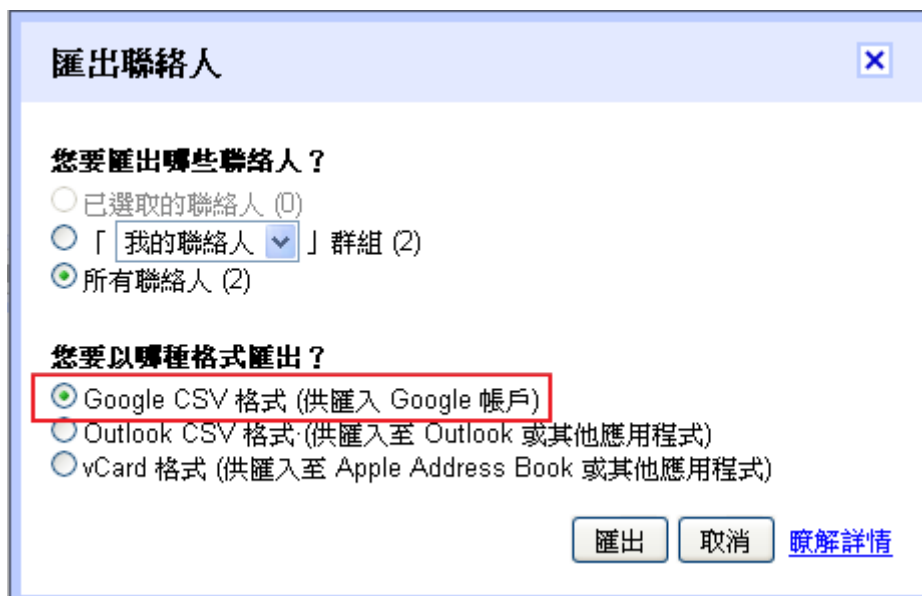 匯出聯絡人
您要匯出哪些聯絡人？
已選取的聯絡人 (0)
「 我的聯絡人 」群組 (2)
所有聯絡人 (2)
您要以哪種格式匯出？
Google CSV 格式 (供匯入 Google 帳戶)
Outlook CSV 格式 (供匯入至 Outlook 或其他應用程式)
vCard 格式 (供匯入至 Apple Address Book 或其他應用程式)
匯出 取消 瞭解詳情